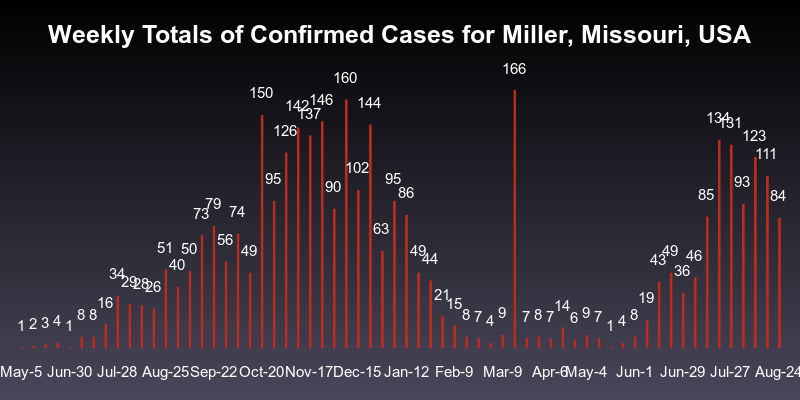 Weekly Totals of Confirmed Cases for Miller, Missouri, USA
1 2 3 4 1 8 8 16 34 29 28 26 51 40 50 73 79 56 74 49 150 95 126 142 137 146 90 160 102 144 63 95 86 49 44 21 15 8 7 4 9 166 7 8 7 14 6 9 7 1 4 8 19 43 49 36 46 85 134 131 93 123 111 84
May-5 Jun-30 Jul-28 Aug-25 Sep-22 Oct-20 Nov-17 Dec-15 Jan-12 Feb-9 Mar-9 Apr-6 May-4 Jun-1 Jun-29 Jul-27 Aug-24